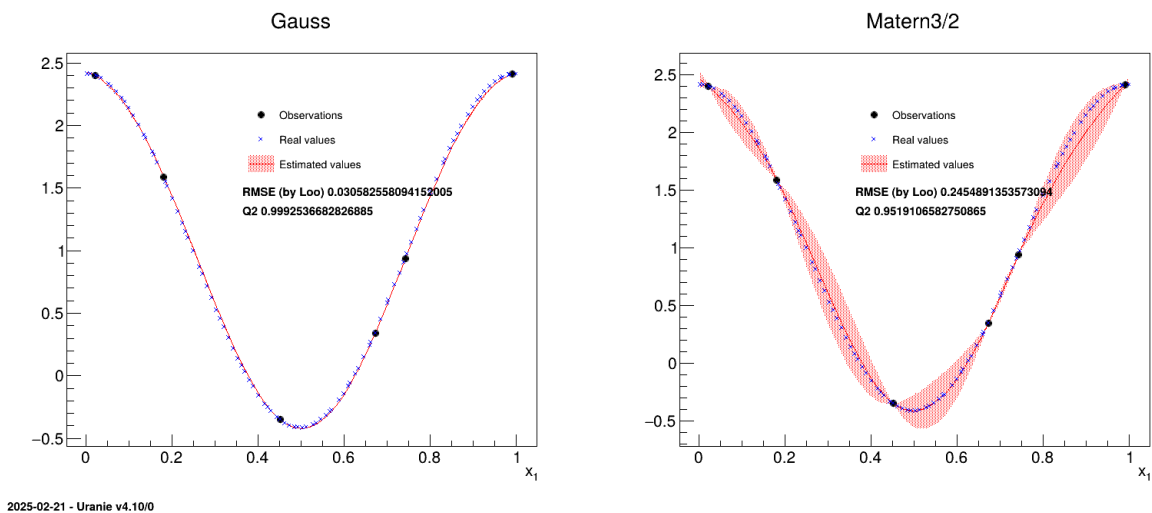 Gauss
2.5
2
1.5
1
0.5
0
−0.5
Observations
Real values
Estimated values
RMSE (by Loo) 0.030582558094152005
Q2 0.9992536682826885
0 0.2 0.4 0.6 0.8 1
x1
Matern3/2
2.5
2
1.5
1
0.5
0
−0.5
Observations
Real values
Estimated values
RMSE (by Loo) 0.2454891353573094
Q2 0.9519106582750865
0 0.2 0.4 0.6 0.8 1
x1
2025-02-21 - Uranie v4.10/0